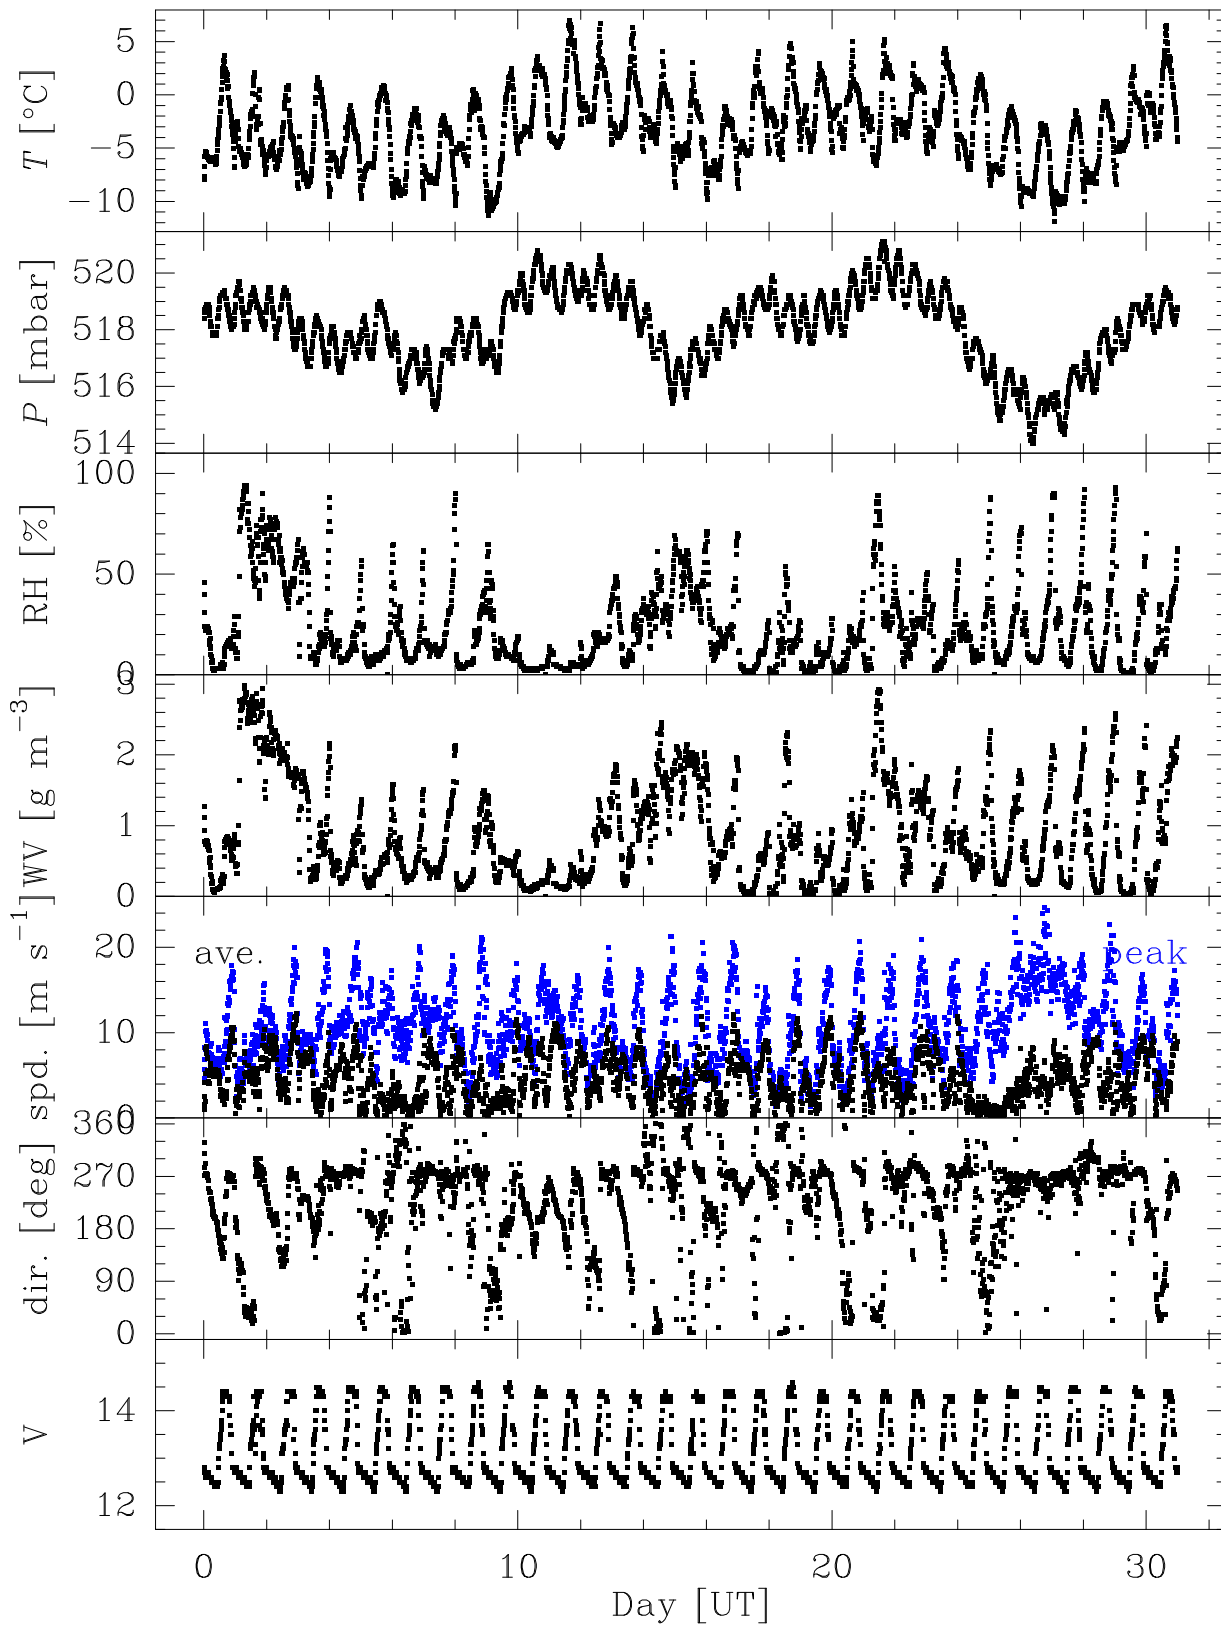 T [°C]
5
0
−5
−10
P [mbar]
520
518
516
514
RH [%]
100
50
0
WV [g m⁻³]
3
2
1
0
spd. [m s⁻¹]
20
10
0
ave.
peak
dir. [deg]
360
270
180
90
0
V
14
12
0 10 20 30
Day [UT]